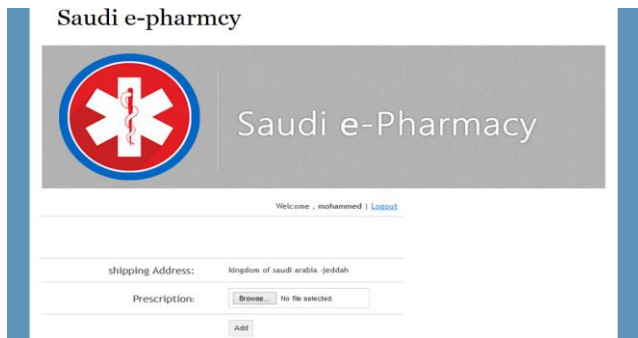 Saudi e-pharmcy
Saudi e-Pharmacy
Welcome , mohammed | Logout
shipping Address: kingdom of saudi arabia -jeddah
Prescription: Browse... No file selected.
Add